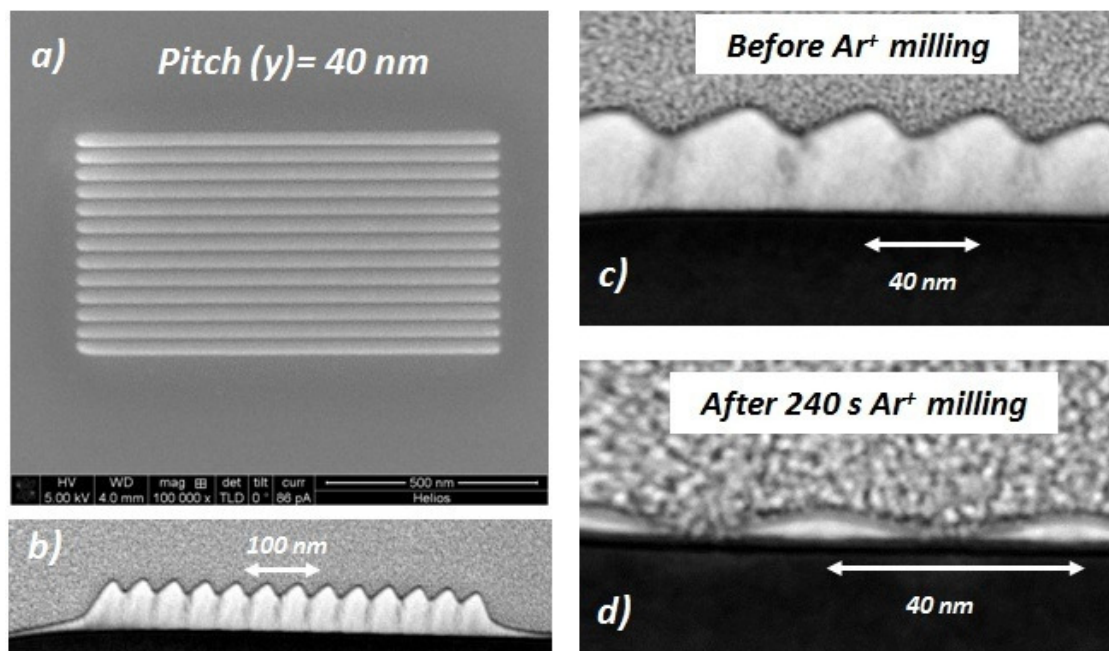 a)
Pitch (y)= 40 nm
HV WD mag ⊞ det tilt curr 500 nm
5.00 kV 4.0 mm 100 000 x TLD 0° 86 pA Helios
b)
100 nm
Before Ar⁺ milling
c)
40 nm
After 240 s Ar⁺ milling
d)
40 nm